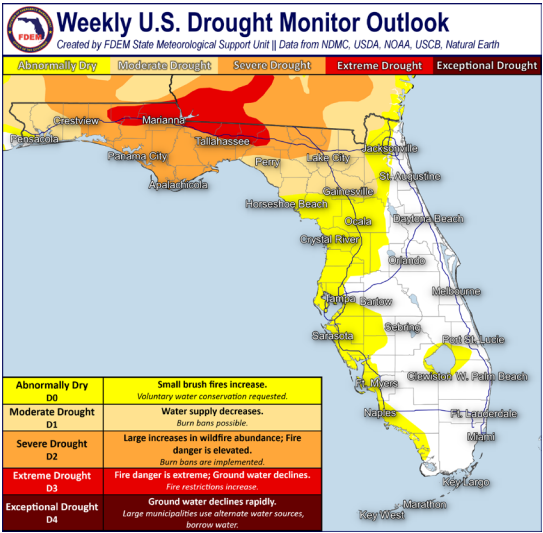 Weekly U.S. Drought Monitor Outlook
Created by FDEM State Meteorological Support Unit || Data from NDMC, USDA, NOAA, USCB, Natural Earth
FDEM
Abnormally Dry Moderate Drought Severe Drought Extreme Drought Exceptional Drought
Crestview
Marianna
Pensacola
Tallahassee
Jacksonville
Panama City
Perry
Lake City
St. Augustine
Apalachicola
Gainesville
Horseshoe Beach
Ocala
Daytona Beach
Crystal River
Orlando
Melbourne
Tampa
Bartow
Sebring
Sarasota
Port St. Lucie
Ft. Myers
Clewiston
W. Palm Beach
Naples
Ft. Lauderdale
Miami
Key Largo
Marathon
Key West
Abnormally Dry
D0
Small brush fires increase.
Voluntary water conservation requested.
Moderate Drought
D1
Water supply decreases.
Burn bans possible.
Severe Drought
D2
Large increases in wildfire abundance; Fire
danger is elevated.
Burn bans are implemented.
Extreme Drought
D3
Fire danger is extreme; Ground water declines.
Fire restrictions increase.
Exceptional Drought
D4
Ground water declines rapidly.
Large municipalities use alternate water sources,
borrow water.